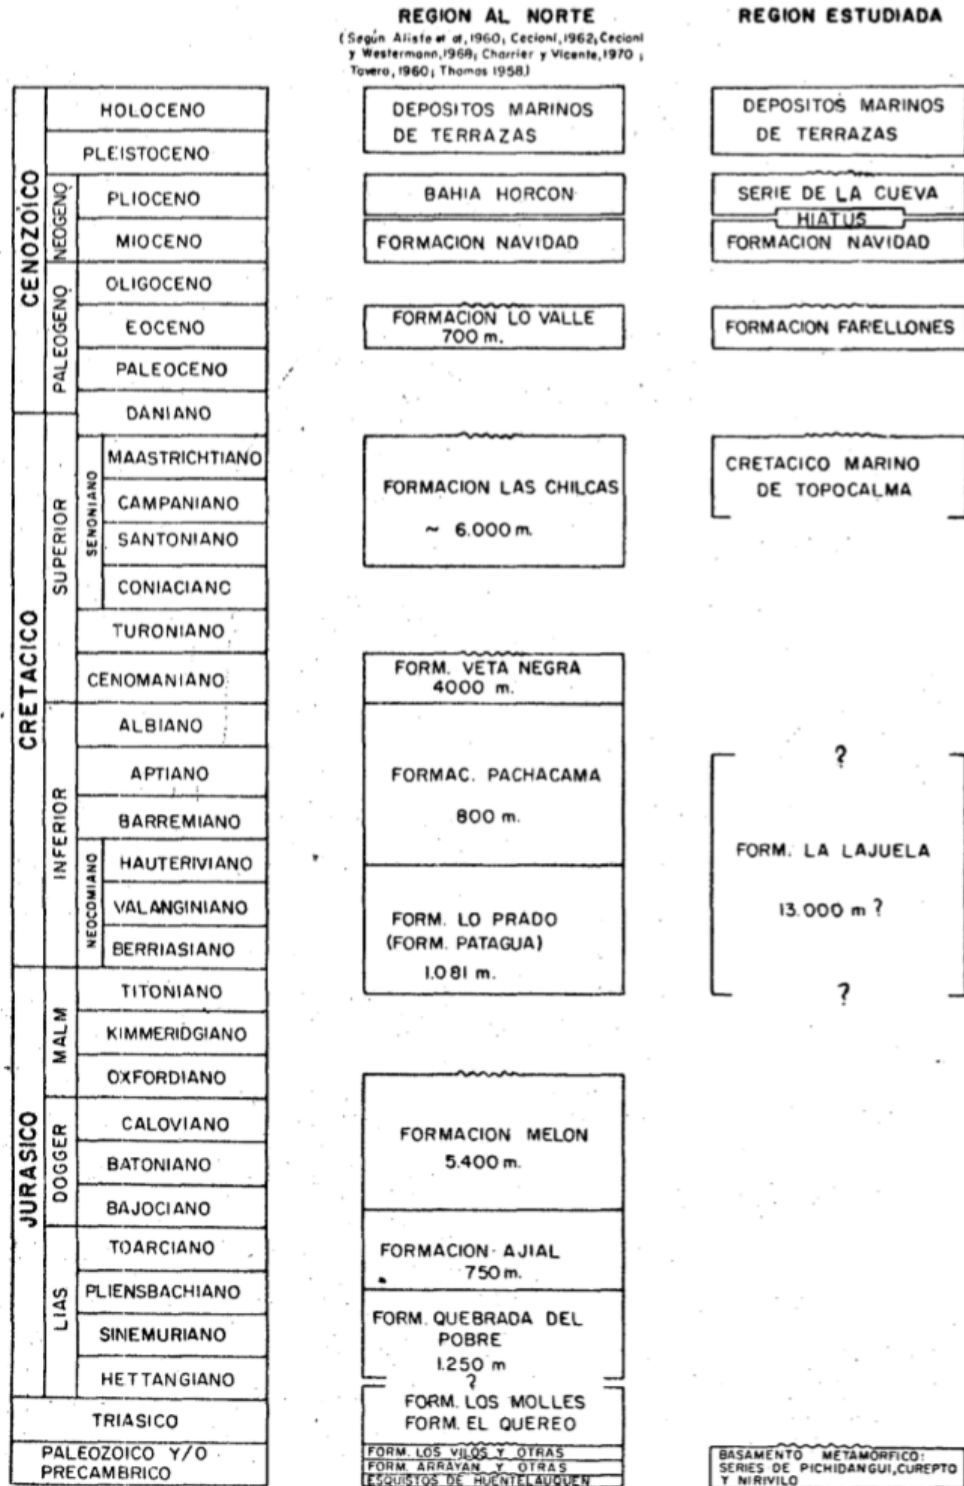 REGION AL NORTE
(Según Aliste et al, 1960; Cecioni, 1962; Cecioni
y Westermann, 1968; Charrier y Vicente, 1970;
Tavera, 1960; Thomas 1958)
REGION ESTUDIADA
CENOZOICO
NEOGENO
PALEOGENO
HOLOCENO
PLEISTOCENO
PLIOCENO
MIOCENO
OLIGOCENO
EOCENO
PALEOCENO
CRETACICO
SUPERIOR
SENONIANO
DANIANO
MAASTRICHTIANO
CAMPANIANO
SANTONIANO
CONIACIANO
TURONIANO
CENOMANIANO
INFERIOR
NEOCOMIANO
ALBIANO
APTIANO
BARREMIANO
HAUTERIVIANO
VALANGINIANO
BERRIASIANO
JURASICO
MALM
TITONIANO
KIMMERIDGIANO
OXFORDIANO
DOGGER
CALOVIANO
BATONIANO
BAJOCIANO
LIAS
TOARCIANO
PLIENSBACHIANO
SINEMURIANO
HETTANGIANO
TRIASICO
PALEOZOICO Y/O
PRECAMBRICO
DEPOSITOS MARINOS
DE TERRAZAS
BAHIA HORCON
FORMACION NAVIDAD
FORMACION LO VALLE
700 m.
FORMACION LAS CHILCAS
~ 6.000 m.
FORM. VETA NEGRA
4000 m.
FORMAC. PACHACAMA
800 m.
FORM. LO PRADO
(FORM. PATAGUA)
1.081 m.
FORMACION MELON
5.400 m.
FORMACION AJIAL
750 m.
FORM. QUEBRADA DEL
POBRE
1.250 m
?
FORM. LOS MOLLES
FORM. EL QUEREO
FORM. LOS VILOS Y OTRAS
FORM. ARRAYAN Y OTRAS
ESQUISTOS DE HUENTELAUQUEN
DEPOSITOS MARINOS
DE TERRAZAS
SERIE DE LA CUEVA
HIATUS
FORMACION NAVIDAD
FORMACION FARELLONES
CRETACICO MARINO
DE TOPOCALMA
?
FORM. LA LAJUELA
13.000 m ?
?
BASAMENTO METAMORFICO:
SERIES DE PICHIDANGUI, CUREPTO
Y NIRIVILO